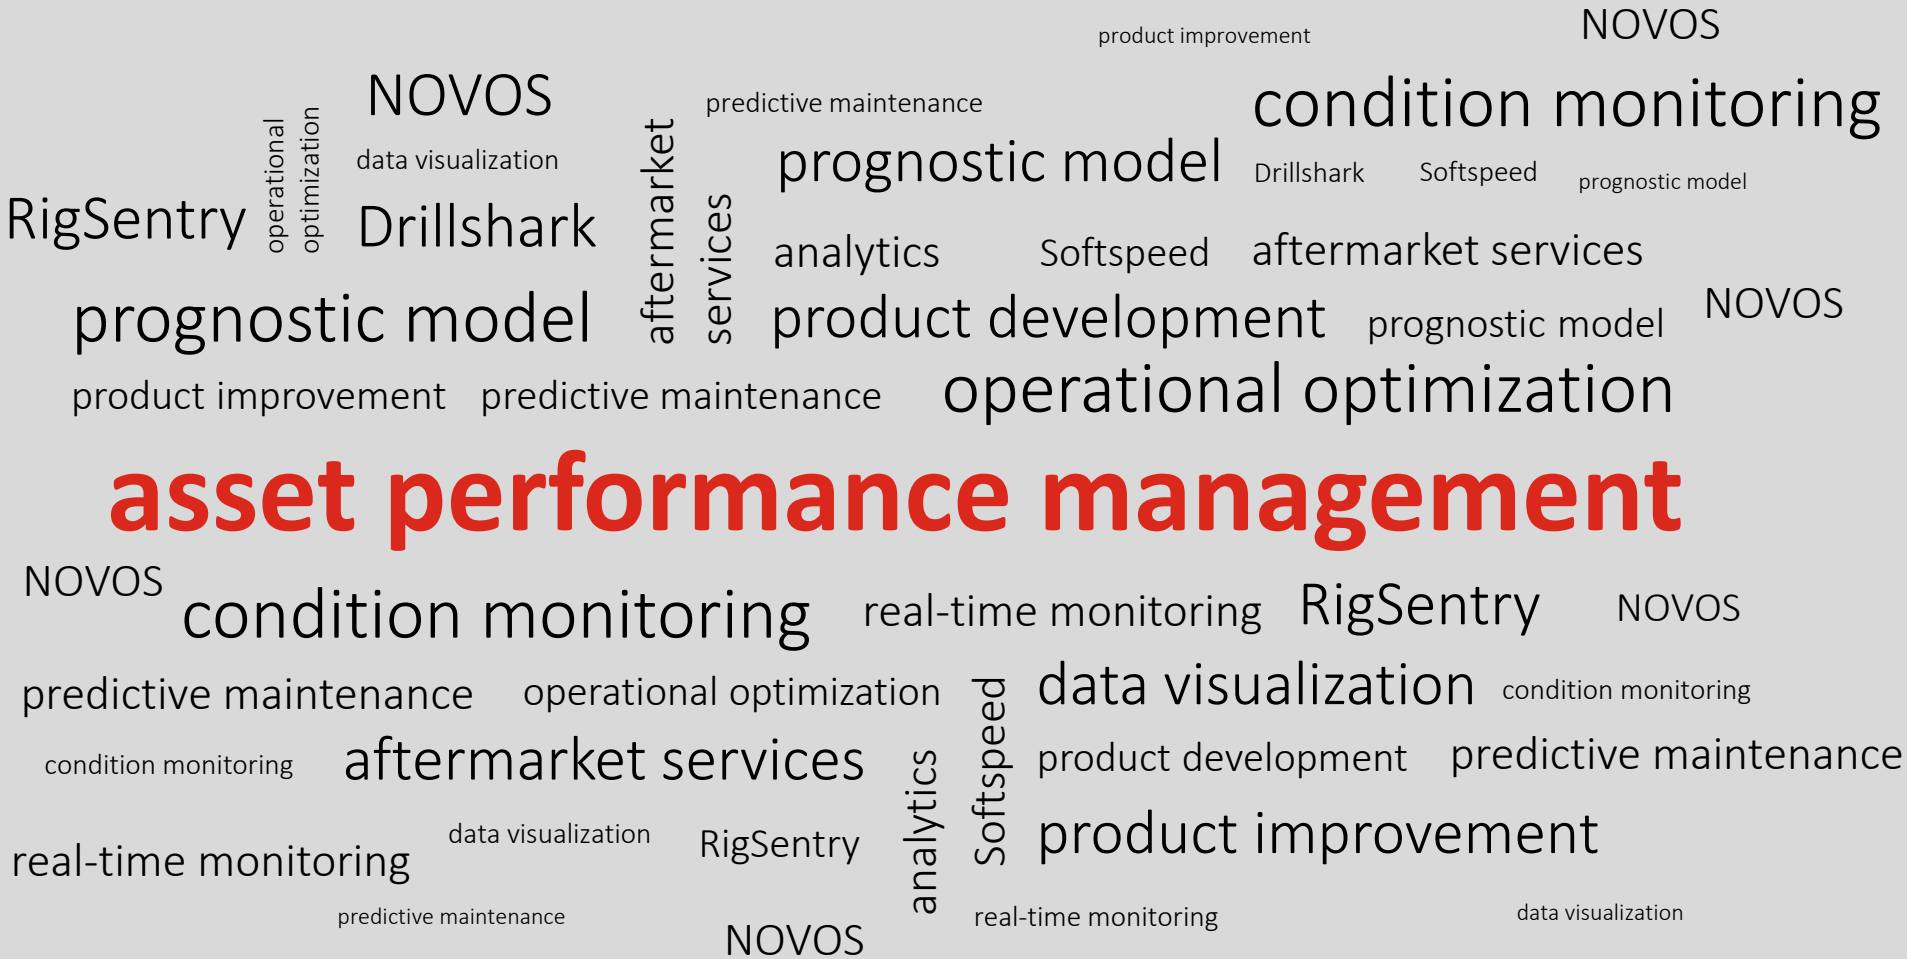 product improvement
NOVOS
NOVOS
predictive maintenance
condition monitoring
operational
optimization
data visualization
aftermarket
services
prognostic model
Drillshark
Softspeed
prognostic model
RigSentry
Drillshark
analytics
Softspeed
aftermarket services
prognostic model
product development
prognostic model
NOVOS
product improvement
predictive maintenance
operational optimization
asset performance management
NOVOS
condition monitoring
real-time monitoring
RigSentry
NOVOS
predictive maintenance
operational optimization
Softspeed
data visualization
condition monitoring
condition monitoring
aftermarket services
analytics
product development
predictive maintenance
real-time monitoring
data visualization
RigSentry
product improvement
predictive maintenance
NOVOS
real-time monitoring
data visualization